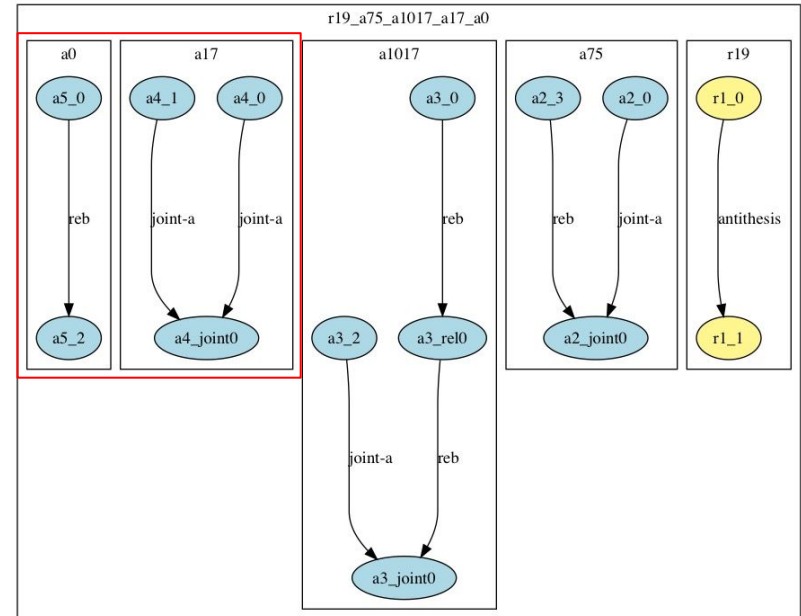 r19_a75_a1017_a17_a0
a0 a17 a1017 a75 r19
a5_0 a4_1 a4_0 a3_0 a2_3 a2_0 r1_0
reb joint-a joint-a reb reb joint-a antithesis
a5_2 a4_joint0 a3_2 a3_rel0 a2_joint0 r1_1
joint-a reb
a3_joint0